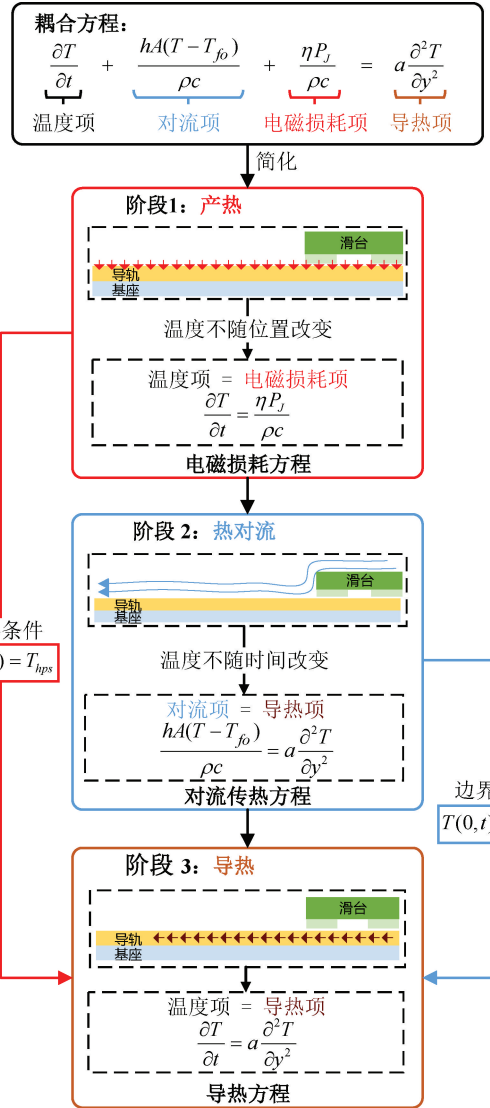 耦合方程：
∂T/∂t + hA(T − T_fo)/ρc + ηP_J/ρc = a ∂²T/∂y²
温度项 对流项 电磁损耗项 导热项
简化
阶段1：产热
滑台
导轨
基座
温度不随位置改变
温度项 = 电磁损耗项
∂T/∂t = ηP_J/ρc
电磁损耗方程
阶段 2：热对流
滑台
导轨
基座
条件
) = T_hps
温度不随时间改变
对流项 = 导热项
hA(T − T_fo)/ρc = a ∂²T/∂y²
对流传热方程
边界
T(0,t)
阶段 3：导热
滑台
导轨
基座
温度项 = 导热项
∂T/∂t = a ∂²T/∂y²
导热方程